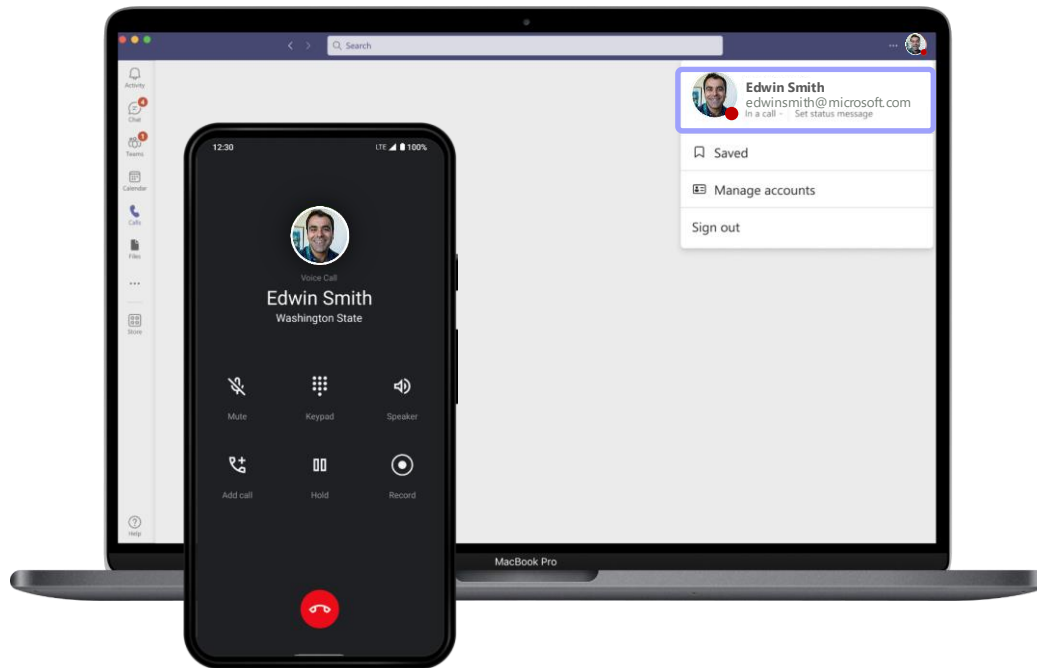 Search
...
Activity
4
Chat
1
Teams
Calendar
Calls
Files
...
Store
?
Help
Edwin Smith
edwinsmith@microsoft.com
In a call - Set status message
Saved
Manage accounts
Sign out
12:30 LTE 100%
Voice Call
Edwin Smith
Washington State
Mute Keypad Speaker
Add call Hold Record
MacBook Pro